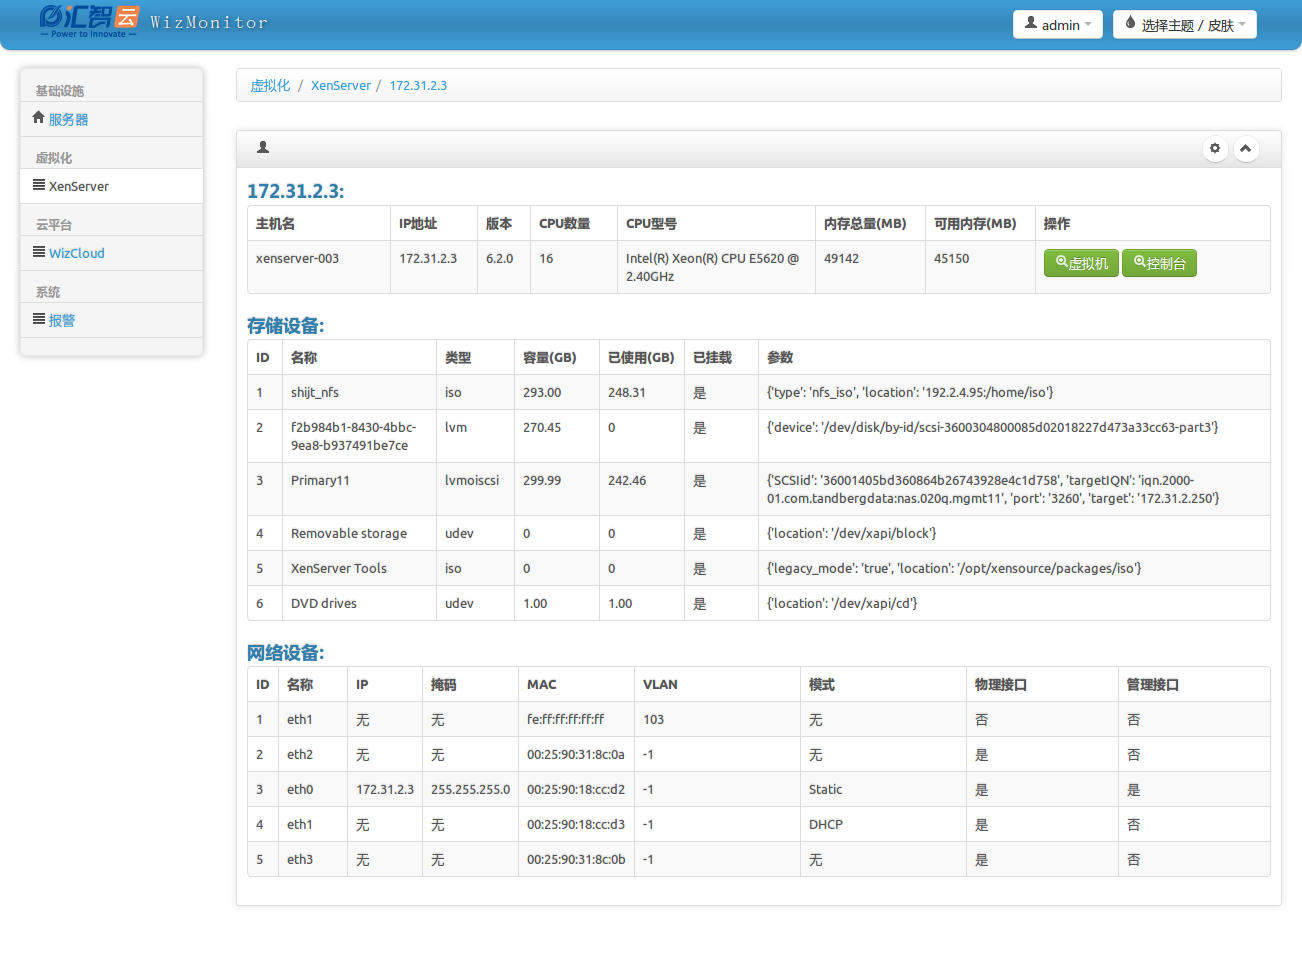 汇智云 WizMonitor
Power to Innovate
admin
选择主题 / 皮肤
基础设施
服务器
虚拟化
XenServer
云平台
WizCloud
系统
报警
虚拟化 / XenServer / 172.31.2.3
172.31.2.3:
主机名 IP地址 版本 CPU数量 CPU型号 内存总量(MB) 可用内存(MB) 操作
xenserver-003 172.31.2.3 6.2.0 16 Intel(R) Xeon(R) CPU E5620 @ 49142 45150 虚拟机 控制台
2.40GHz
存储设备:
ID 名称 类型 容量(GB) 已使用(GB) 已挂载 参数
1 shijt_nfs iso 293.00 248.31 是 {'type': 'nfs_iso', 'location': '192.2.4.95:/home/iso'}
2 f2b984b1-8430-4bbc- lvm 270.45 0 是 {'device': '/dev/disk/by-id/scsi-3600304800085d02018227d473a33cc63-part3'}
9ea8-b937491be7ce
3 Primary11 lvmoiscsi 299.99 242.46 是 {'SCSIid': '36001405bd360864b26743928e4c1d758', 'targetIQN': 'iqn.2000-
01.com.tandbergdata:nas.020q.mgmt11', 'port': '3260', 'target': '172.31.2.250'}
4 Removable storage udev 0 0 是 {'location': '/dev/xapi/block'}
5 XenServer Tools iso 0 0 是 {'legacy_mode': 'true', 'location': '/opt/xensource/packages/iso'}
6 DVD drives udev 1.00 1.00 是 {'location': '/dev/xapi/cd'}
网络设备:
ID 名称 IP 掩码 MAC VLAN 模式 物理接口 管理接口
1 eth1 无 无 fe:ff:ff:ff:ff:ff 103 无 否 否
2 eth2 无 无 00:25:90:31:8c:0a -1 无 是 否
3 eth0 172.31.2.3 255.255.255.0 00:25:90:18:cc:d2 -1 Static 是 是
4 eth1 无 无 00:25:90:18:cc:d3 -1 DHCP 是 否
5 eth3 无 无 00:25:90:31:8c:0b -1 无 是 否